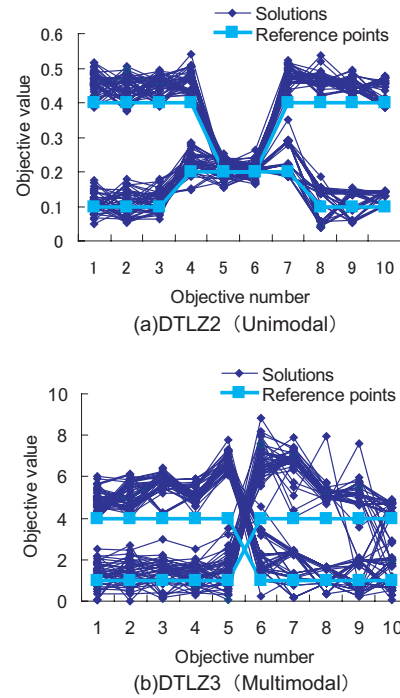 Solutions
Reference points
0.6
0.5
0.4
0.3
0.2
0.1
0
Objective value
1 2 3 4 5 6 7 8 9 10
Objective number
(a)DTLZ2（Unimodal）
Solutions
Reference points
10
8
6
4
2
0
Objective value
1 2 3 4 5 6 7 8 9 10
Objective number
(b)DTLZ3（Multimodal）